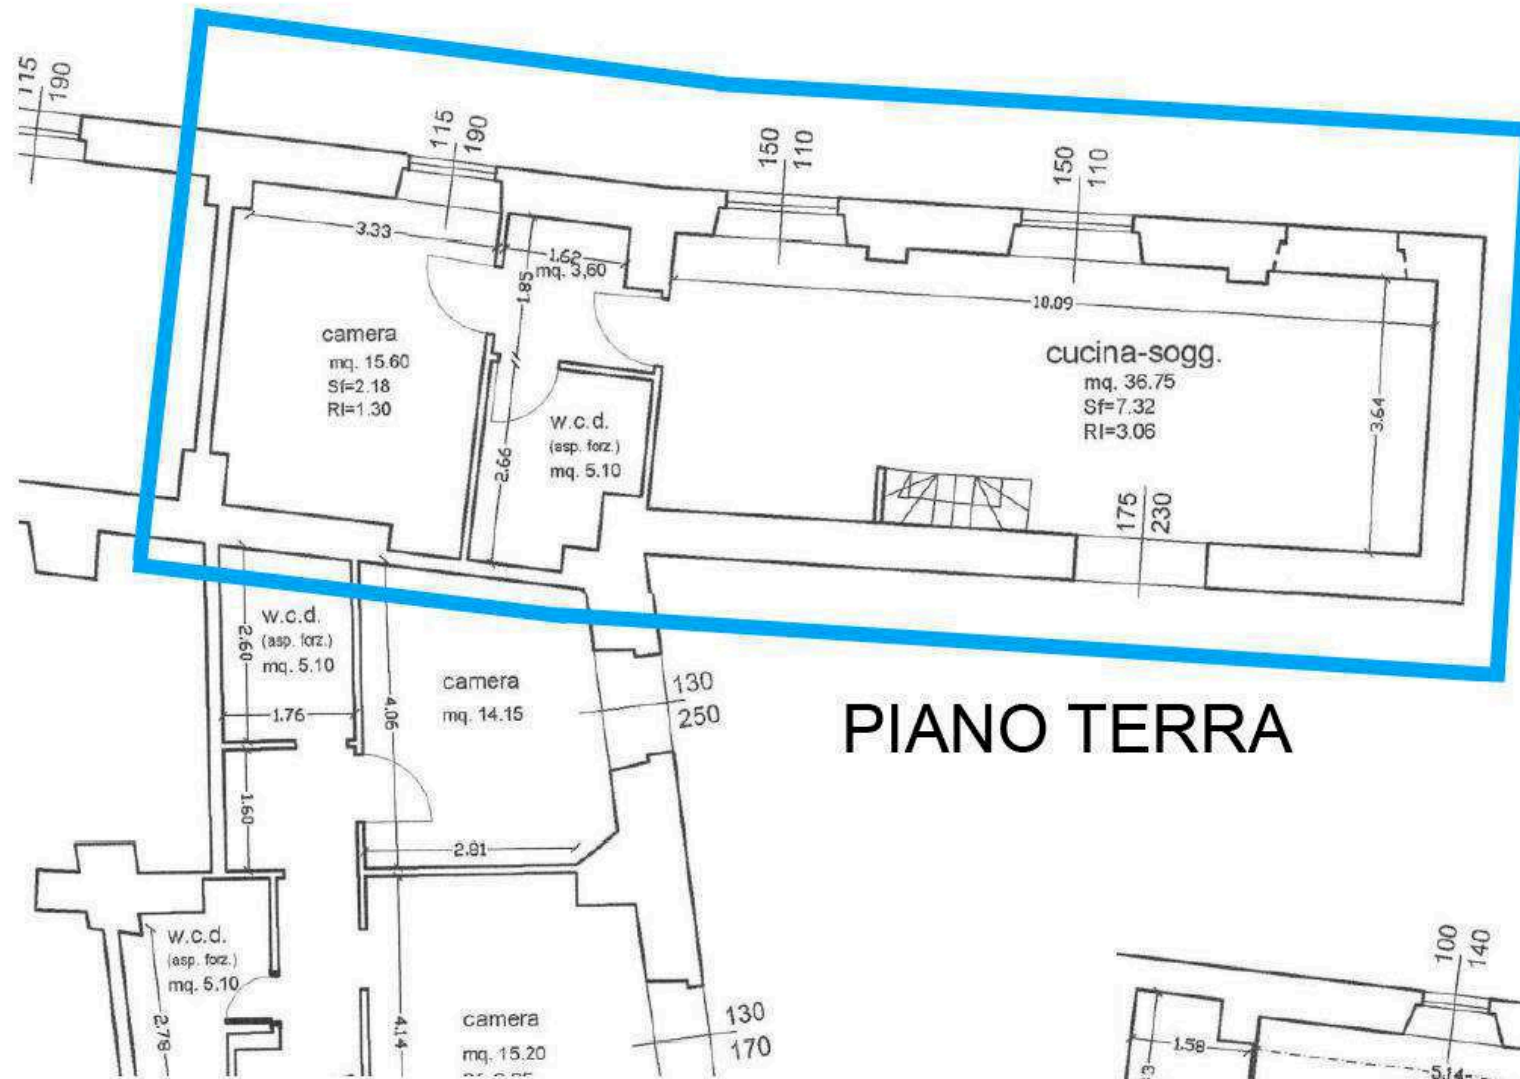 115
190
115
190
150
110
150
110
3.33
1.62
mq. 3,60
1.85
10.09
camera
mq. 15.60
Sf=2.18
RI=1.30
cucina-sogg.
mq. 36.75
Sf=7.32
RI=3.06
3.64
w.c.d.
(asp. forz.)
mq. 5.10
2.66
175
230
w.c.d.
(asp. forz.)
mq. 5.10
2.60
1.76
camera
mq. 14.15
4.06
130
250
PIANO TERRA
1.60
2.81
w.c.d.
(asp. forz.)
mq. 5.10
2.78
4.14
camera
mq. 15.20
130
170
100
140
1.58
5.14